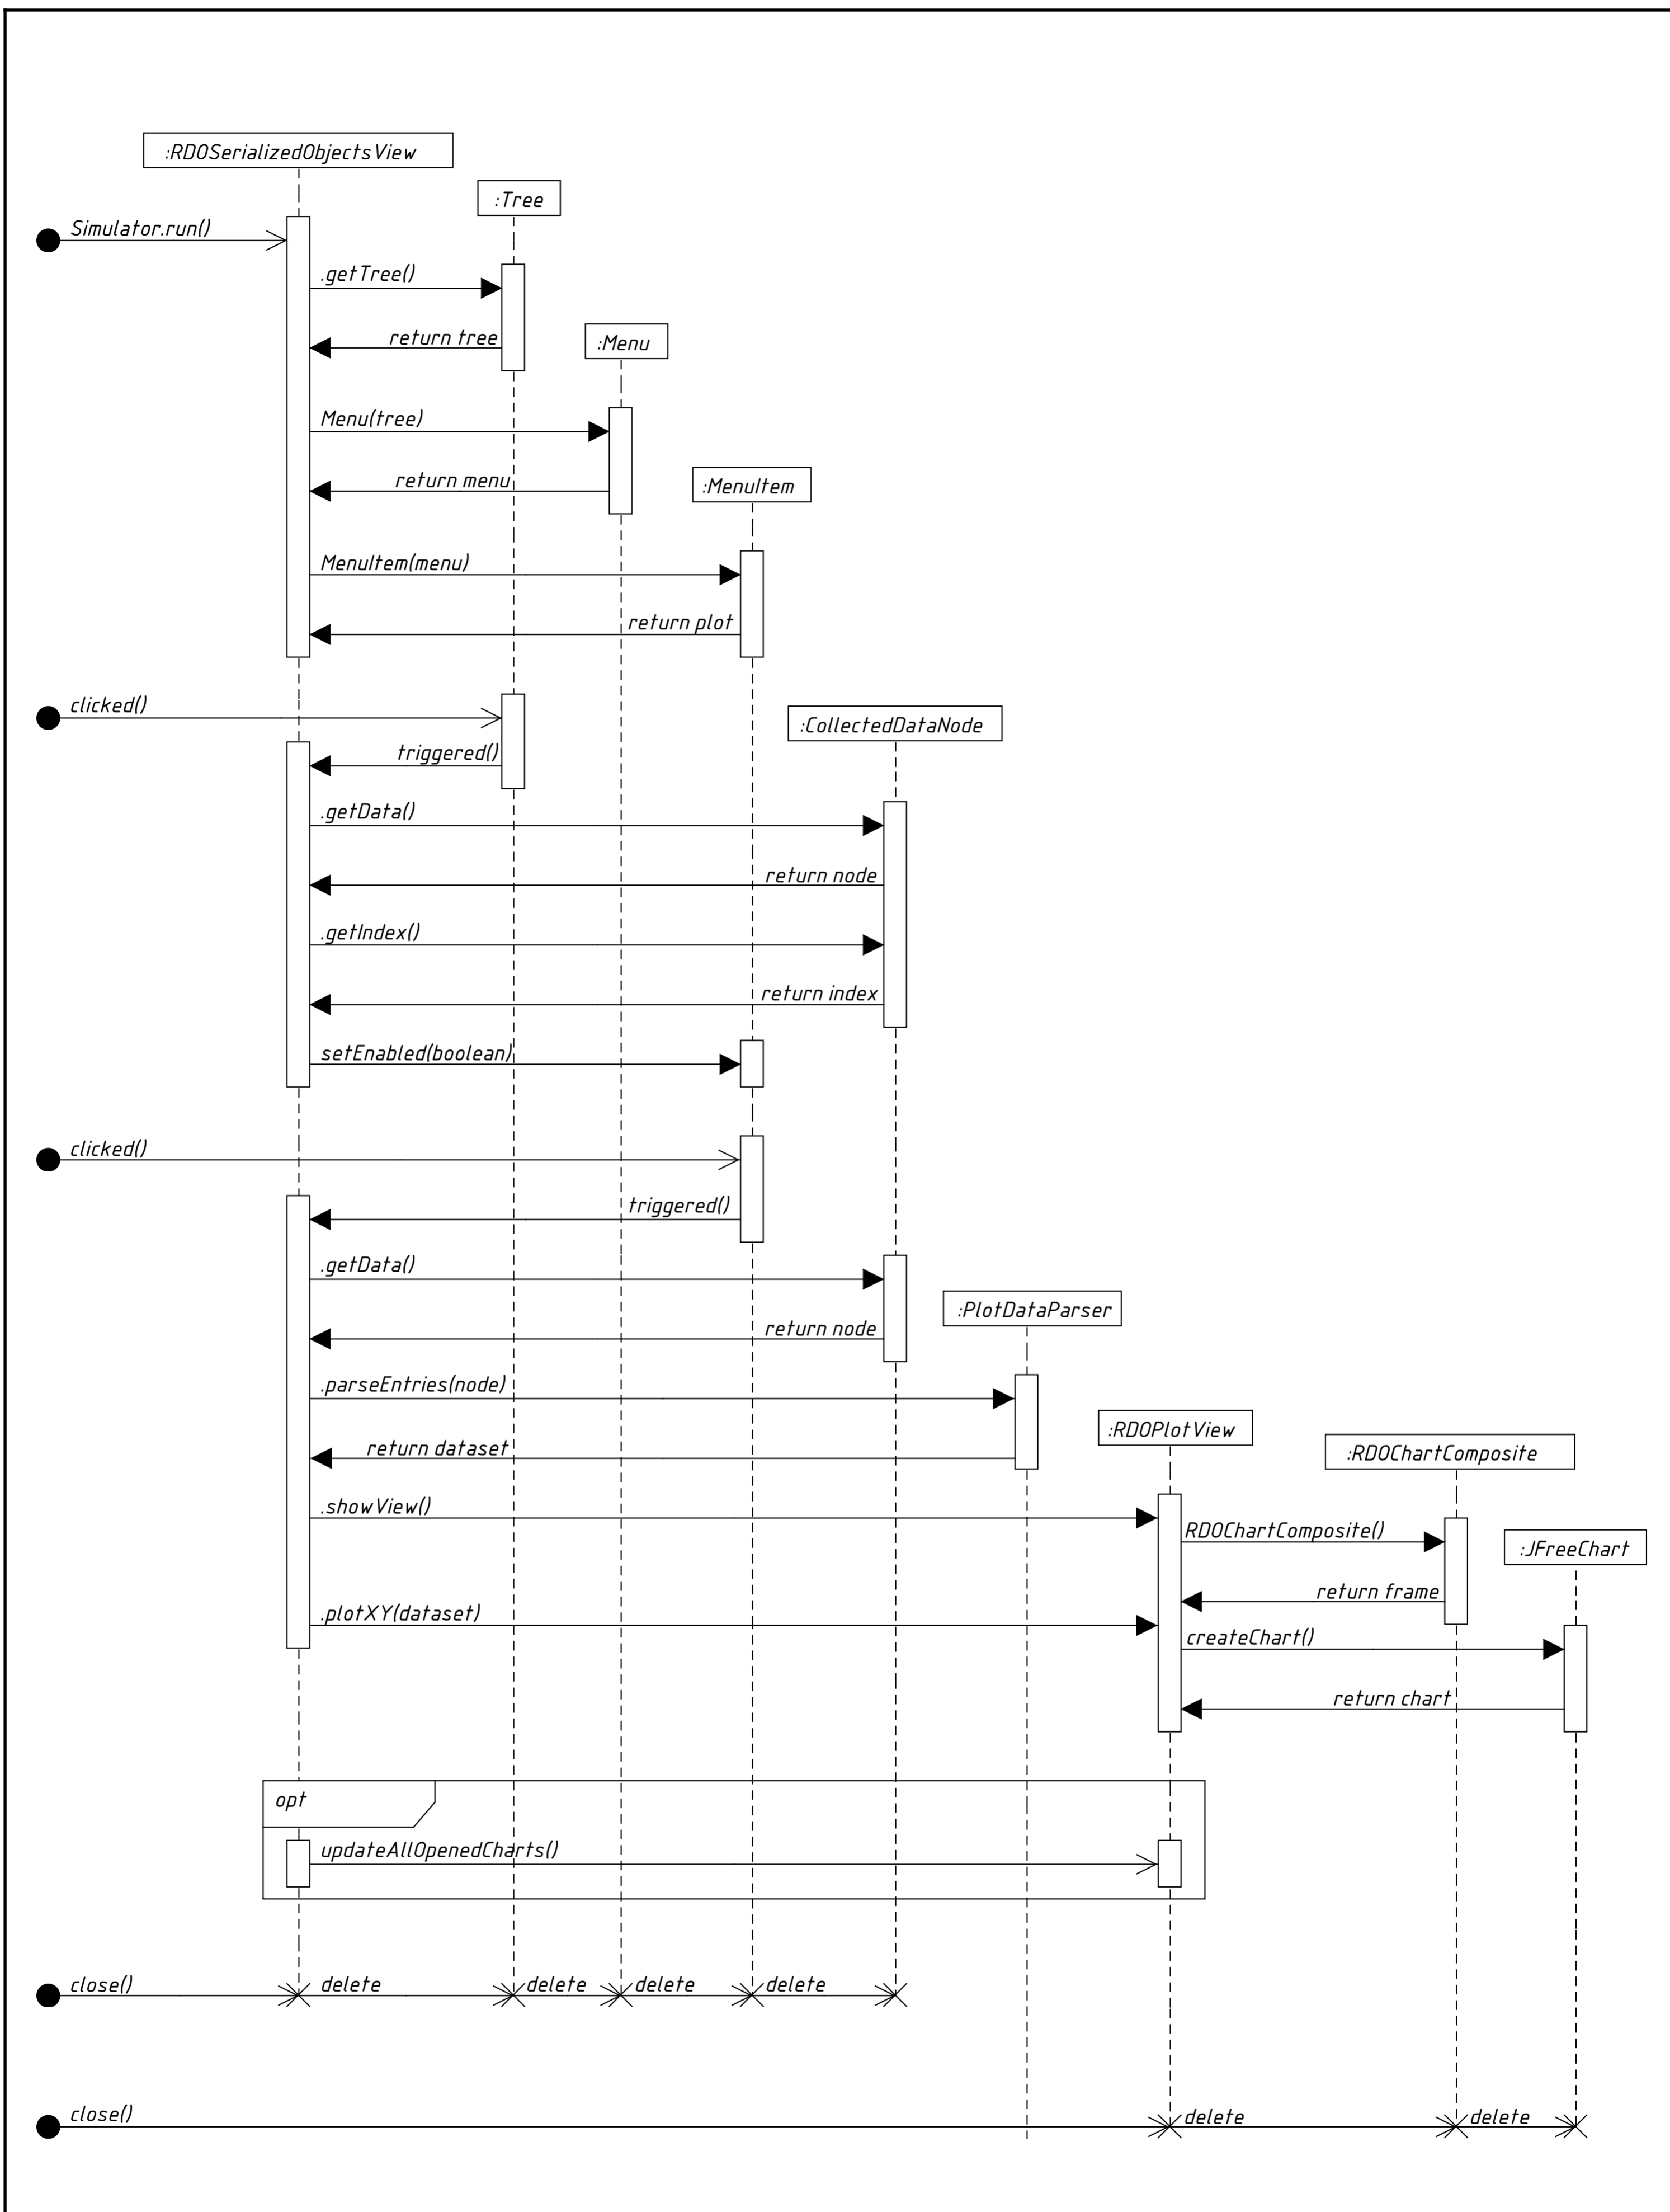 :RDOSerializedObjectsView
:Tree
Simulator.run()
.getTree()
return tree
:Menu
Menu(tree)
return menu
:MenuItem
MenuItem(menu)
return plot
clicked()
:CollectedDataNode
triggered()
.getData()
return node
.getIndex()
return index
setEnabled(boolean)
clicked()
triggered()
.getData()
:PlotDataParser
return node
.parseEntries(node)
:RDOPlotView
return dataset
:RDOChartComposite
.showView()
RDOChartComposite()
:JFreeChart
return frame
.plotXY(dataset)
createChart()
return chart
opt
updateAllOpenedCharts()
close() delete delete delete delete
close() delete delete